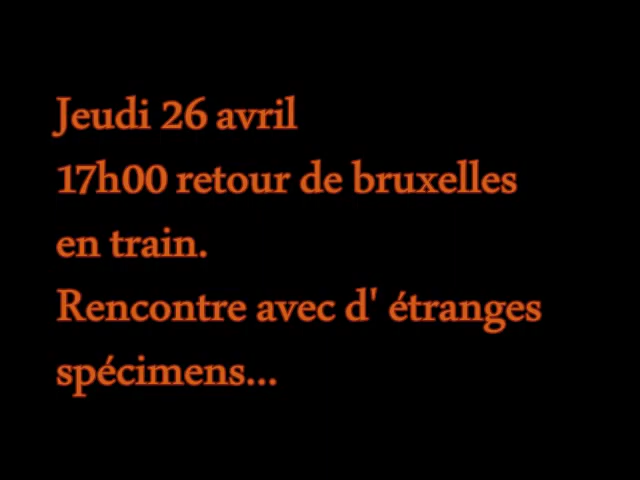 Jeudi 26 avril
17h00 retour de bruxelles
en train.
Rencontre avec d' étranges
spécimens...